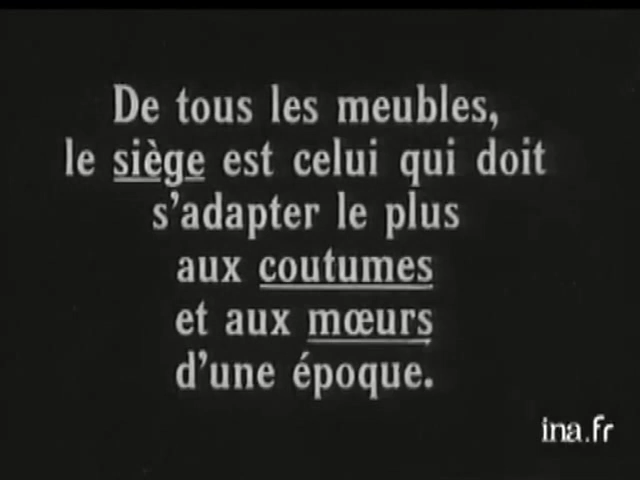 De tous les meubles,
le siège est celui qui doit
s'adapter le plus
aux coutumes
et aux mœurs
d'une époque.
ina.fr